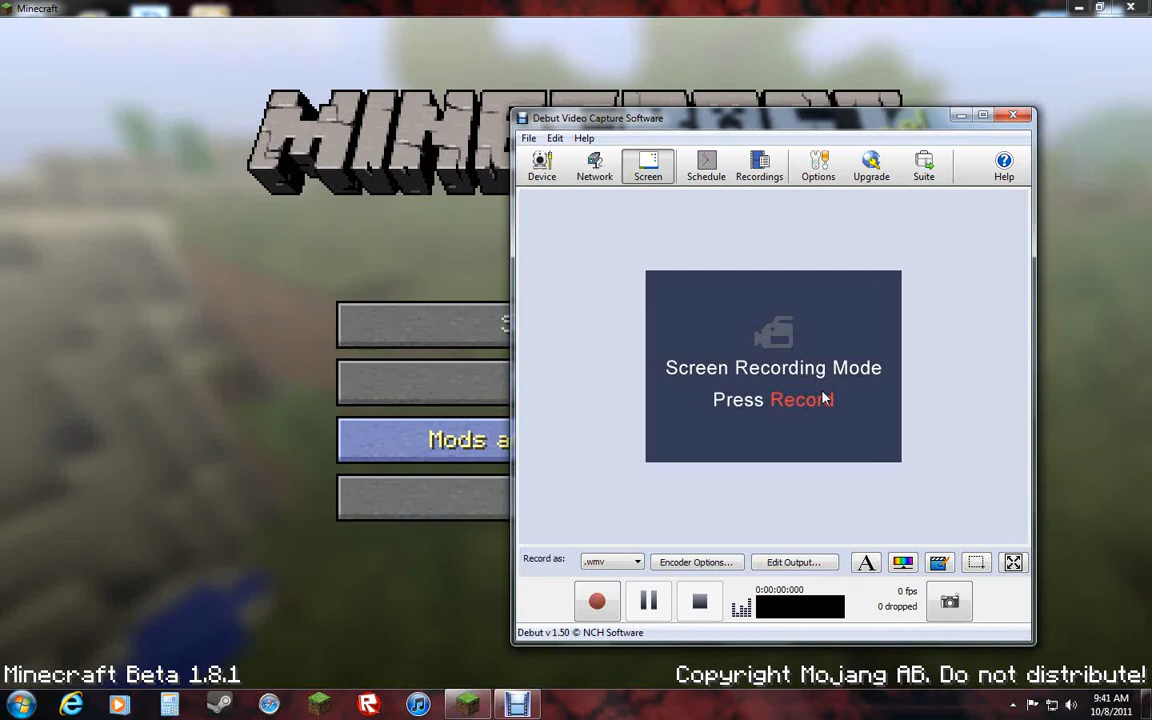 Minecraft
MINECRAFT
Debut Video Capture Software
File Edit Help
Device Network Screen Schedule Recordings Options Upgrade Suite Help
Screen Recording Mode
Press Record
Mods a
Record as: .wmv Encoder Options... Edit Output... A
0:00:00:000
0 fps
0 dropped
Debut v 1.50 © NCH Software
Minecraft Beta 1.8.1
Copyright Mojang AB. Do not distribute!
9:41 AM
10/8/2011